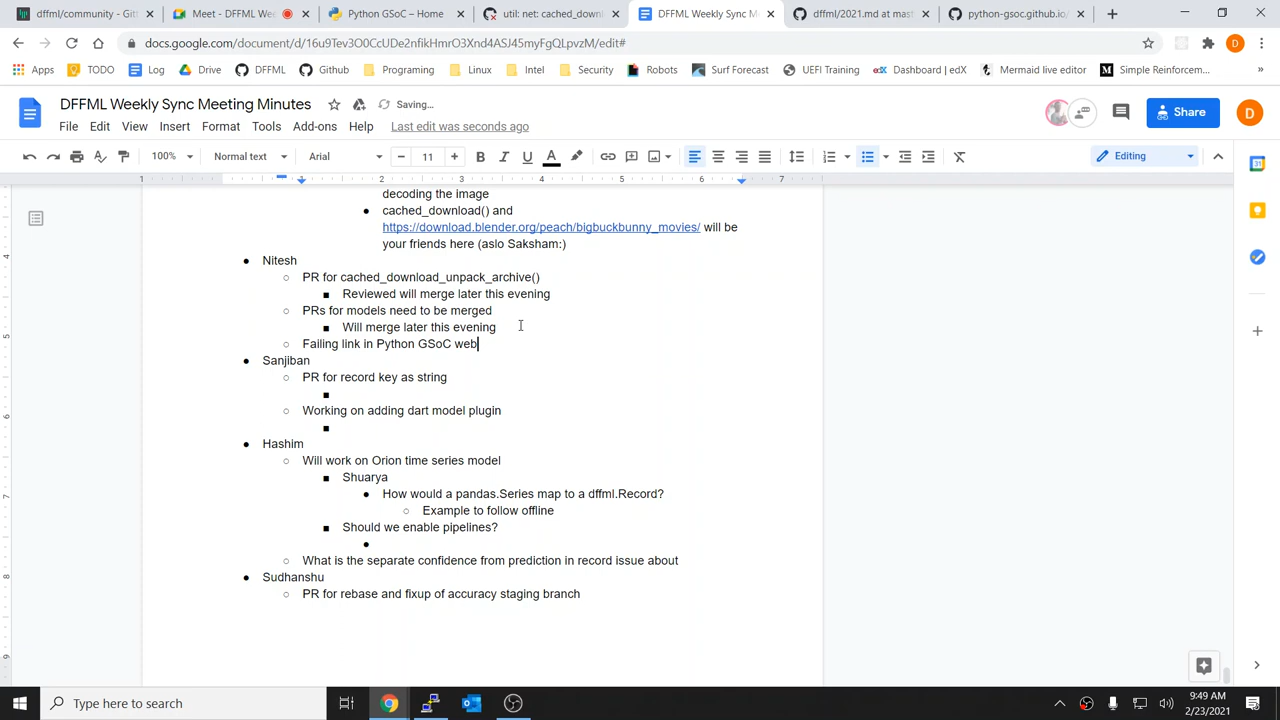 dffml/community - Git
Meet - DFFML We
Python GSoC – Home
util: net: cached_down
DFFML Weekly Sync M
dffml/2021.md at mast
python-gsoc.github.io/
docs.google.com/document/d/16u9Tev3O0CcUDe2nfikHmrO3Xnd4ASJ45myFgQLpvzM/edit#
Apps
TODO
Log
Drive
DFFML
Github
Programing
Linux
Intel
Security
Robots
Surf Forecast
UEFI Training
Dashboard | edX
Mermaid live editor
Simple Reinforcem...
DFFML Weekly Sync Meeting Minutes
Saving...
File Edit View Insert Format Tools Add-ons Help Last edit was seconds ago
Share
D
100% Normal text Arial 11 Editing
1 1 2 3 4 5 6 7
decoding the image
cached_download() and
https://download.blender.org/peach/bigbuckbunny_movies/ will be
your friends here (aslo Saksham:)
Nitesh
PR for cached_download_unpack_archive()
Reviewed will merge later this evening
PRs for models need to be merged
Will merge later this evening
Failing link in Python GSoC web
Sanjiban
PR for record key as string
Working on adding dart model plugin
Hashim
Will work on Orion time series model
Shuarya
How would a pandas.Series map to a dffml.Record?
Example to follow offline
Should we enable pipelines?
What is the separate confidence from prediction in record issue about
Sudhanshu
PR for rebase and fixup of accuracy staging branch
Type here to search
9:49 AM
2/23/2021